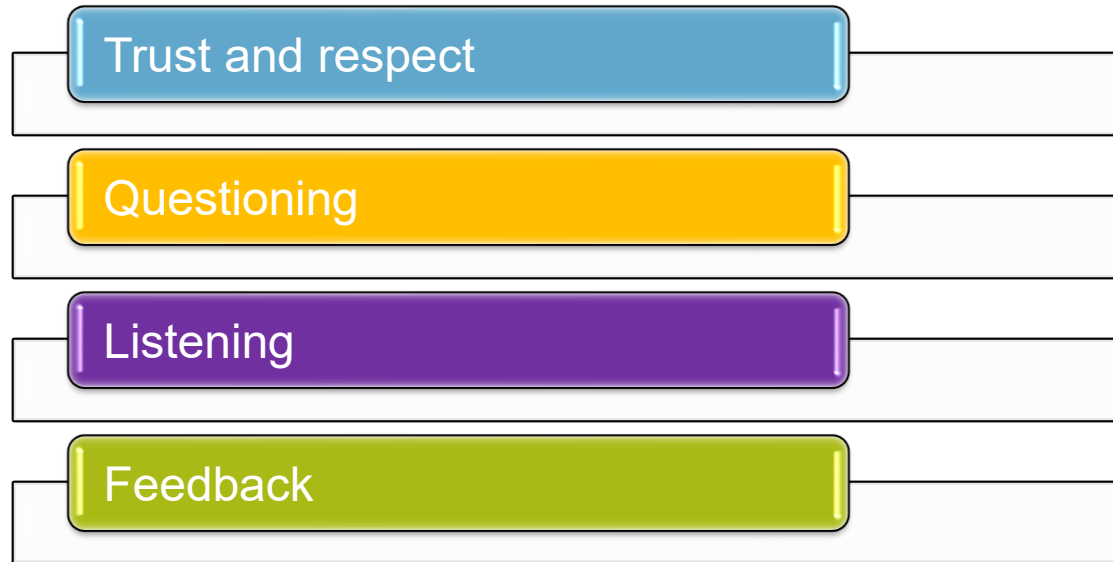 Trust and respect
Questioning
Listening
Feedback